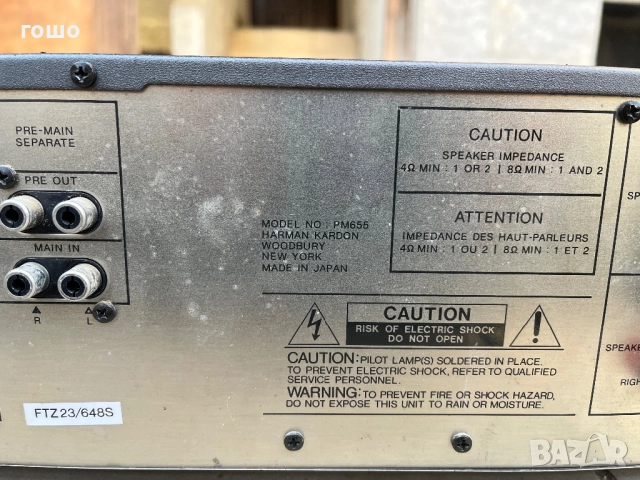 гошо
PRE-MAIN
SEPARATE
PRE OUT
MAIN IN
R
L
FTZ23/648S
MODEL NO : PM655
HARMAN KARDON
WOODBURY
NEW YORK
MADE IN JAPAN
CAUTION
SPEAKER IMPEDANCE
4Ω MIN : 1 OR 2 | 8Ω MIN : 1 AND 2
ATTENTION
IMPEDANCE DES HAUT-PARLEURS
4Ω MIN : 1 OU 2 | 8Ω MIN : 1 ET 2
CAUTION
RISK OF ELECTRIC SHOCK
DO NOT OPEN
CAUTION: PILOT LAMP(S) SOLDERED IN PLACE.
TO PREVENT ELECTRIC SHOCK, REFER TO QUALIFIED
SERVICE PERSONNEL.
WARNING: TO PREVENT FIRE OR SHOCK HAZARD,
DO NOT EXPOSE THIS UNIT TO RAIN OR MOISTURE.
BAZAR